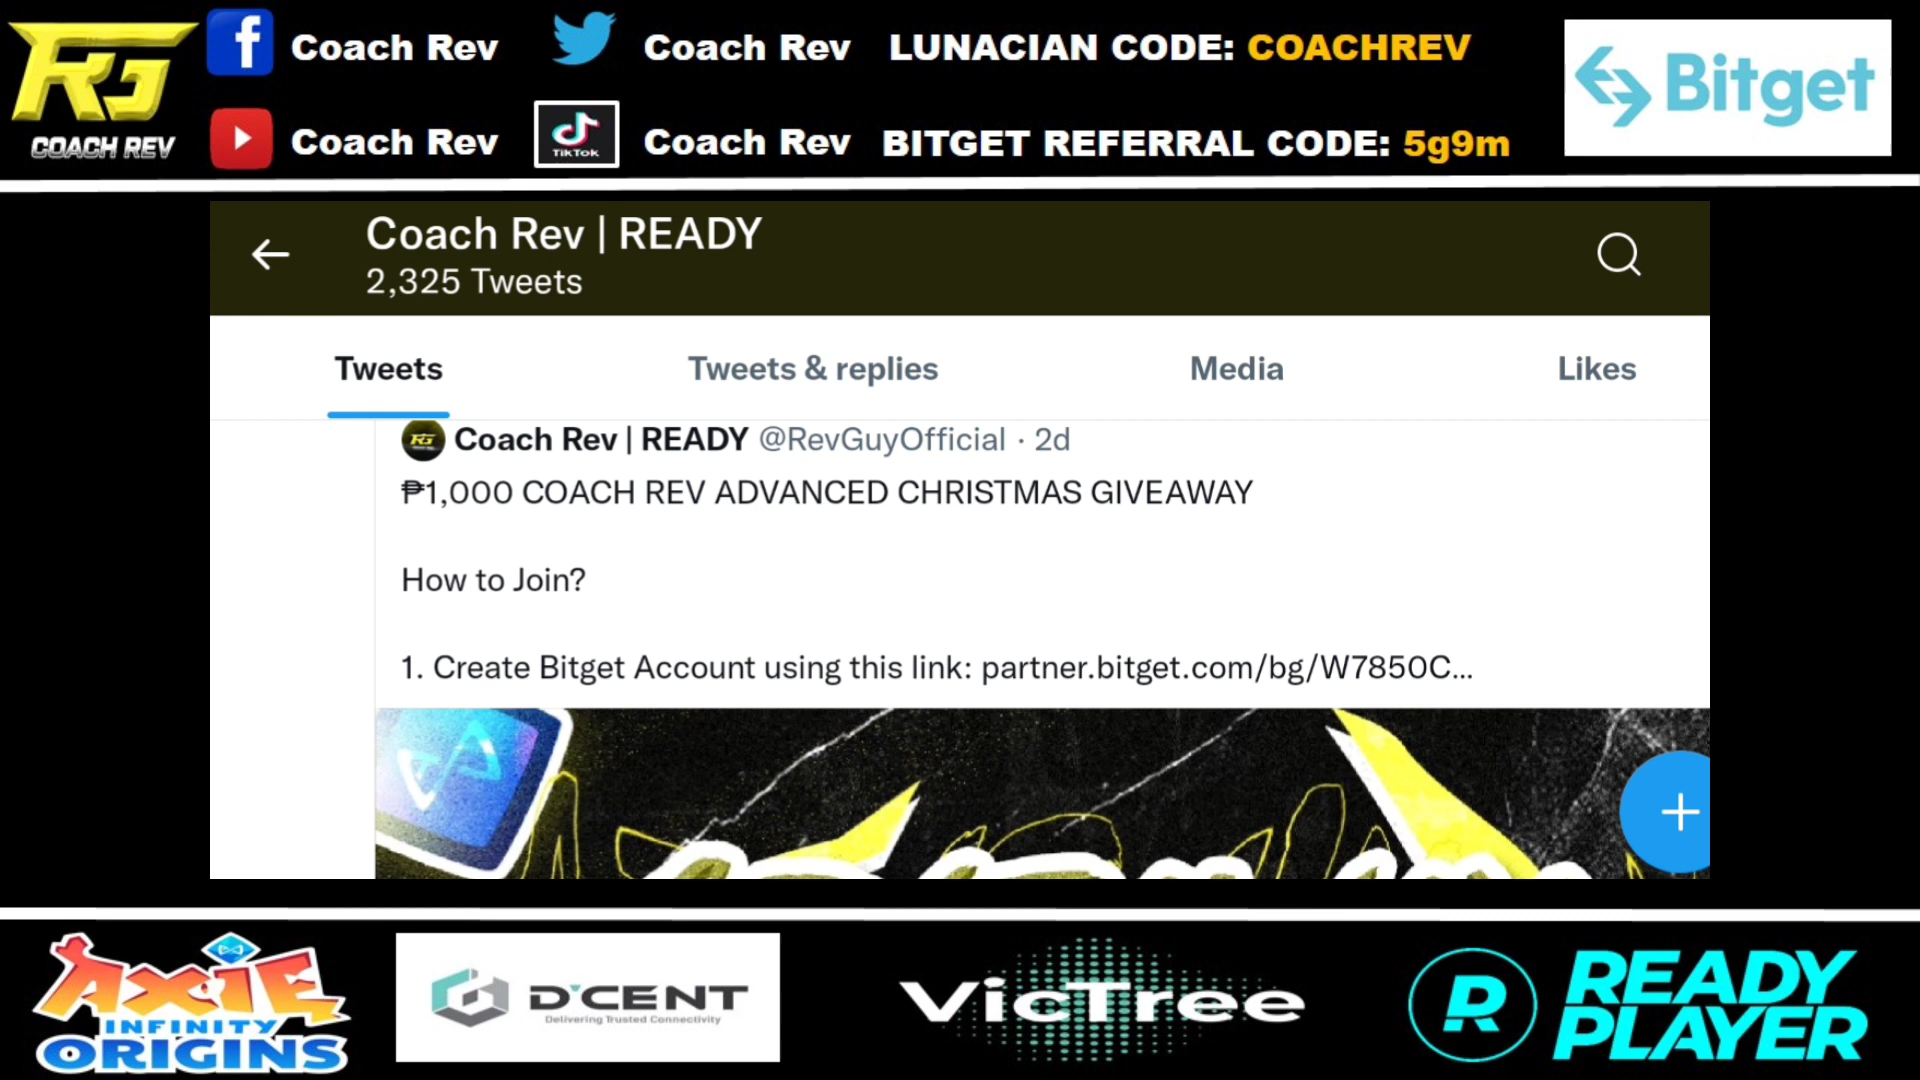 RG
COACH REV
Coach Rev
Coach Rev
LUNACIAN CODE: COACHREV
Coach Rev
TikTok
Coach Rev
BITGET REFERRAL CODE: 5g9m
Bitget
Coach Rev | READY
2,325 Tweets
Tweets
Tweets & replies
Media
Likes
Coach Rev | READY @RevGuyOfficial · 2d
₱1,000 COACH REV ADVANCED CHRISTMAS GIVEAWAY
How to Join?
1. Create Bitget Account using this link: partner.bitget.com/bg/W7850C...
AXIE
INFINITY
ORIGINS
D'CENT
Delivering Trusted Connectivity
VicTree
R
READY
PLAYER